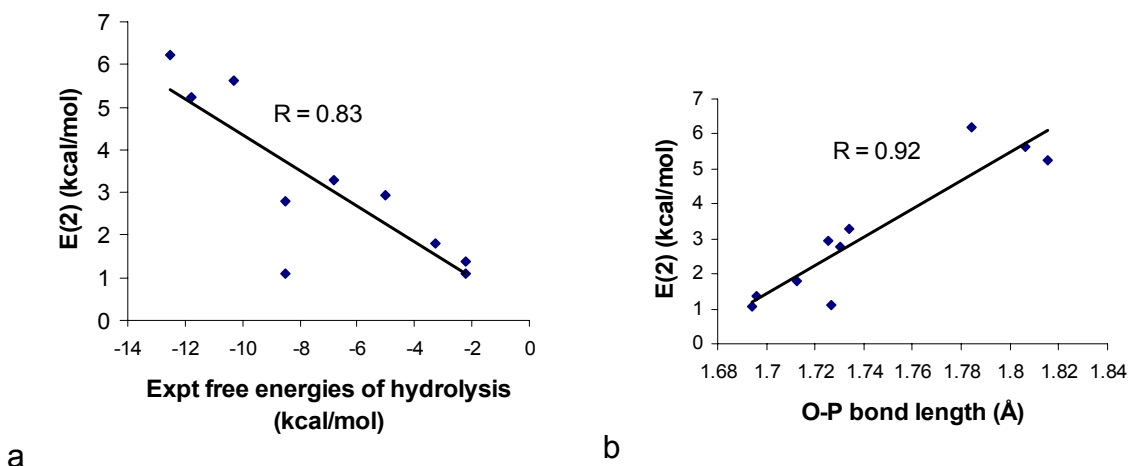 7
6
5
4
3
2
1
0
E(2) (kcal/mol)
R = 0.83
-14 -12 -10 -8 -6 -4 -2 0
Expt free energies of hydrolysis
(kcal/mol)
a
7
6
5
4
3
2
1
0
E(2) (kcal/mol)
R = 0.92
1.68 1.7 1.72 1.74 1.76 1.78 1.8 1.82 1.84
O-P bond length (Å)
b